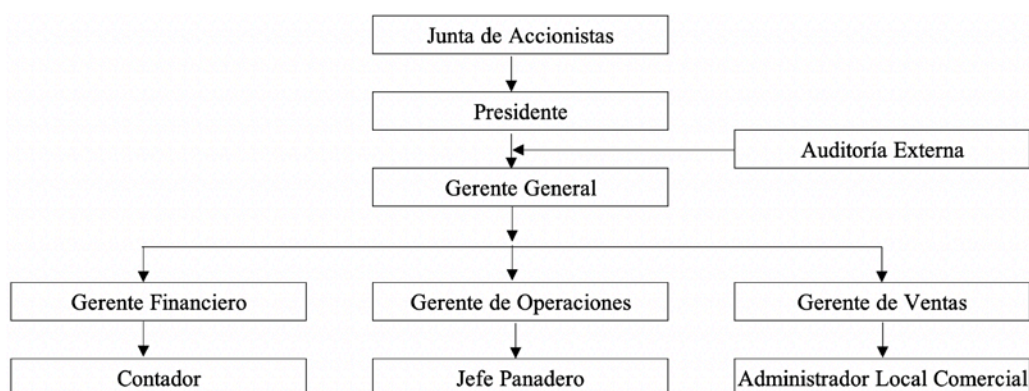 Junta de Accionistas
Presidente
Auditoría Externa
Gerente General
Gerente Financiero
Gerente de Operaciones
Gerente de Ventas
Contador
Jefe Panadero
Administrador Local Comercial